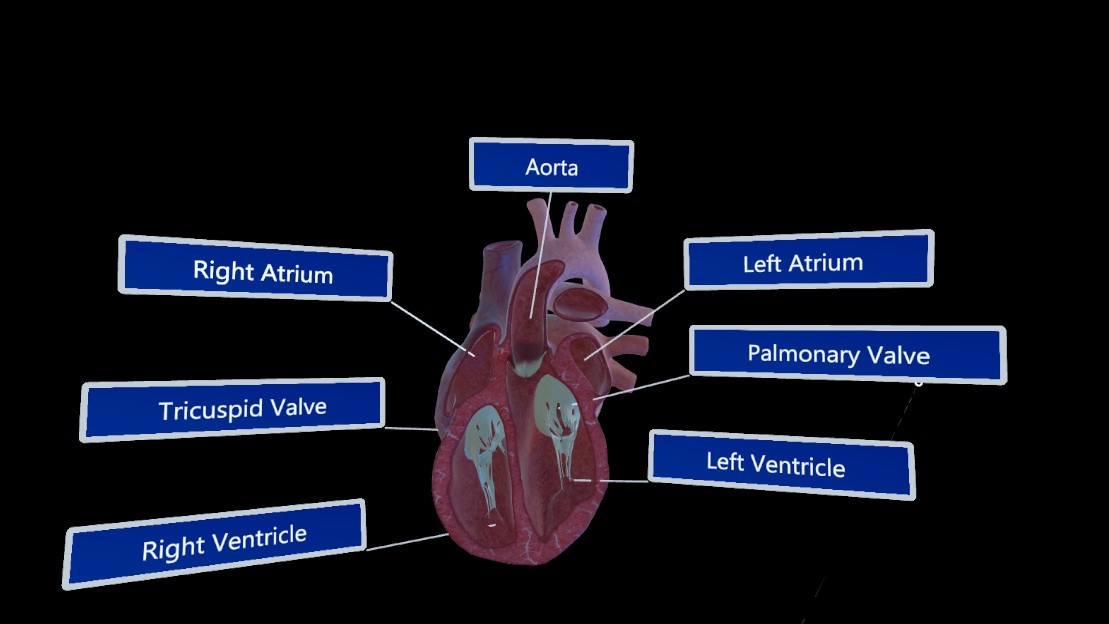 Aorta
Right Atrium
Left Atrium
Palmonary Valve
Tricuspid Valve
Left Ventricle
Right Ventricle